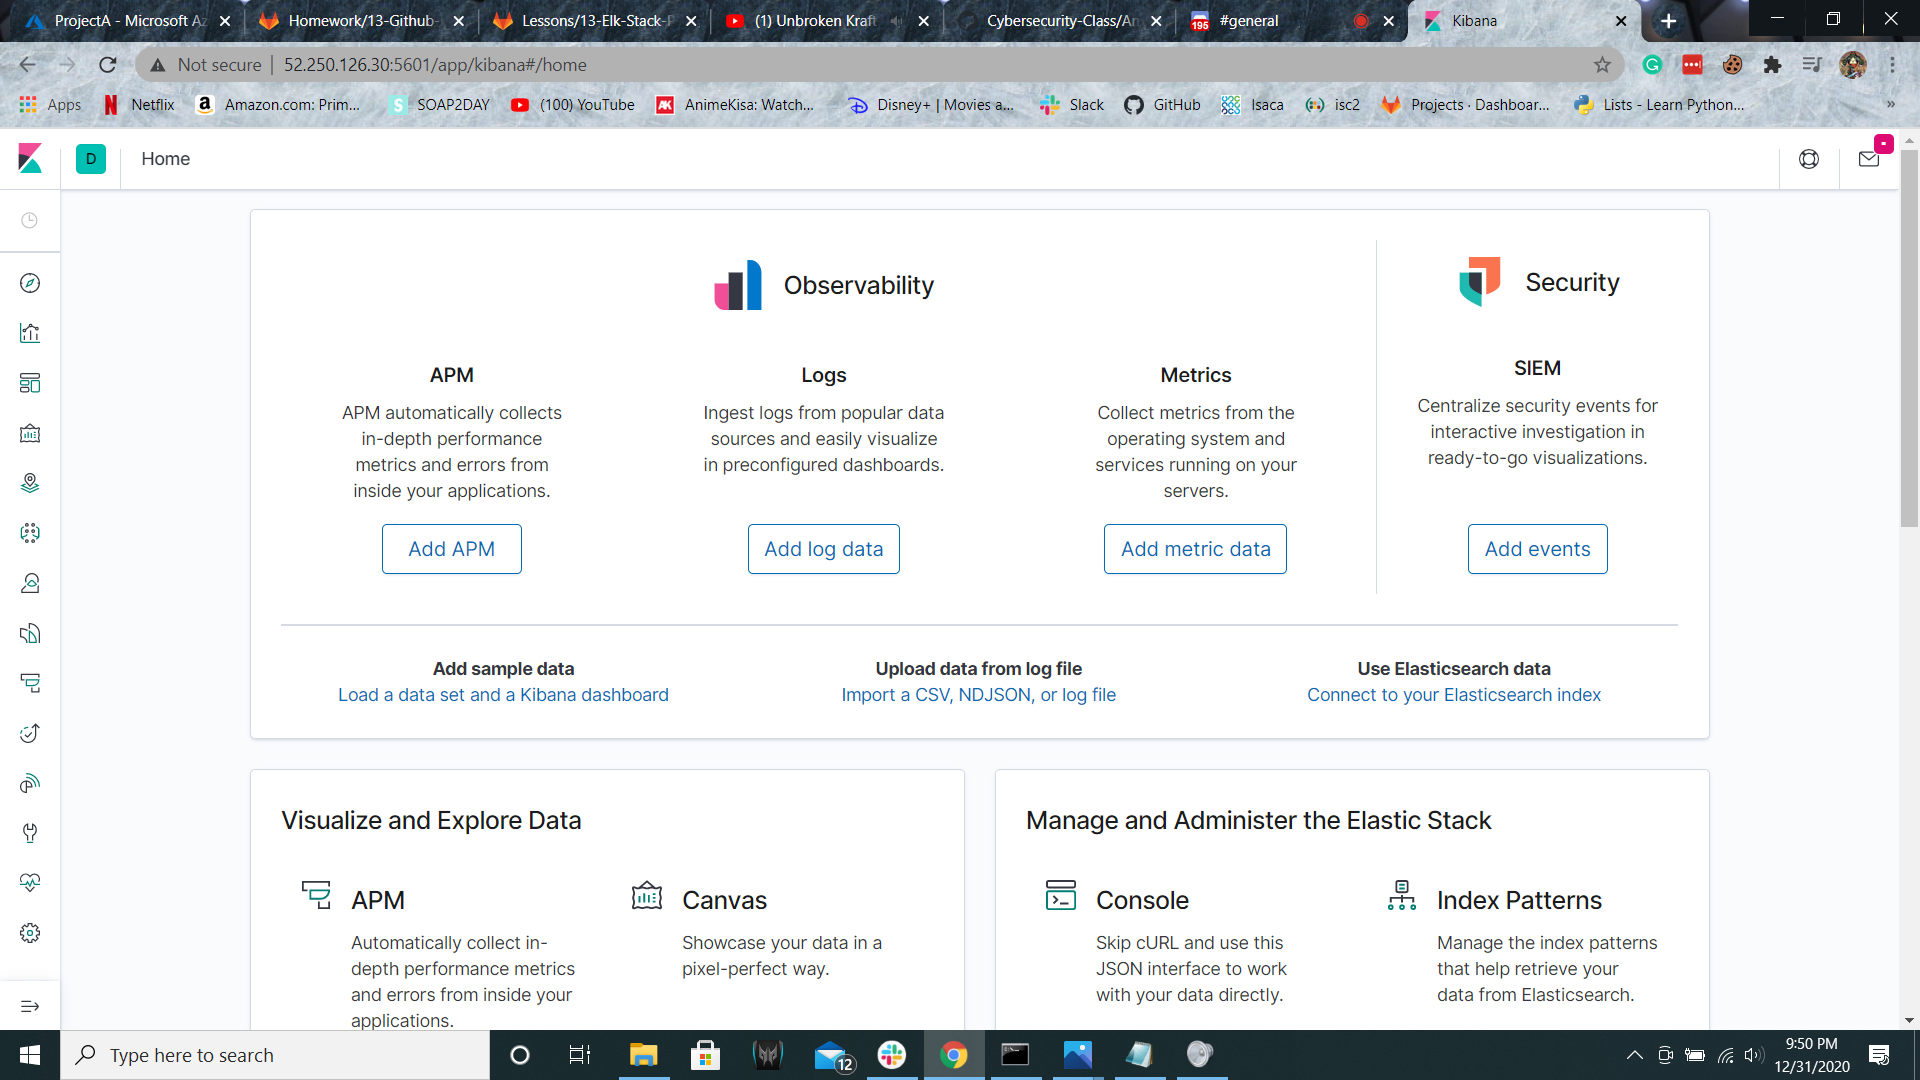 ProjectA - Microsoft Az
Homework/13-Github-
Lessons/13-Elk-Stack-P
(1) Unbroken Kraft
Cybersecurity-Class/An
195
#general
Kibana
Not secure
52.250.126.30:5601/app/kibana#/home
Apps
Netflix
Amazon.com: Prim...
SOAP2DAY
(100) YouTube
AK
AnimeKisa: Watch...
Disney+ | Movies a...
Slack
GitHub
Isaca
isc2
Projects · Dashboar...
Lists - Learn Python...
»
D
Home
Observability
Security
APM
APM automatically collects
in-depth performance
metrics and errors from
inside your applications.
Add APM
Logs
Ingest logs from popular data
sources and easily visualize
in preconfigured dashboards.
Add log data
Metrics
Collect metrics from the
operating system and
services running on your
servers.
Add metric data
SIEM
Centralize security events for
interactive investigation in
ready-to-go visualizations.
Add events
Add sample data
Load a data set and a Kibana dashboard
Upload data from log file
Import a CSV, NDJSON, or log file
Use Elasticsearch data
Connect to your Elasticsearch index
Visualize and Explore Data
APM
Automatically collect in-
depth performance metrics
and errors from inside your
applications.
Canvas
Showcase your data in a
pixel-perfect way.
Manage and Administer the Elastic Stack
Console
Skip cURL and use this
JSON interface to work
with your data directly.
Index Patterns
Manage the index patterns
that help retrieve your
data from Elasticsearch.
Type here to search
12
9:50 PM
12/31/2020